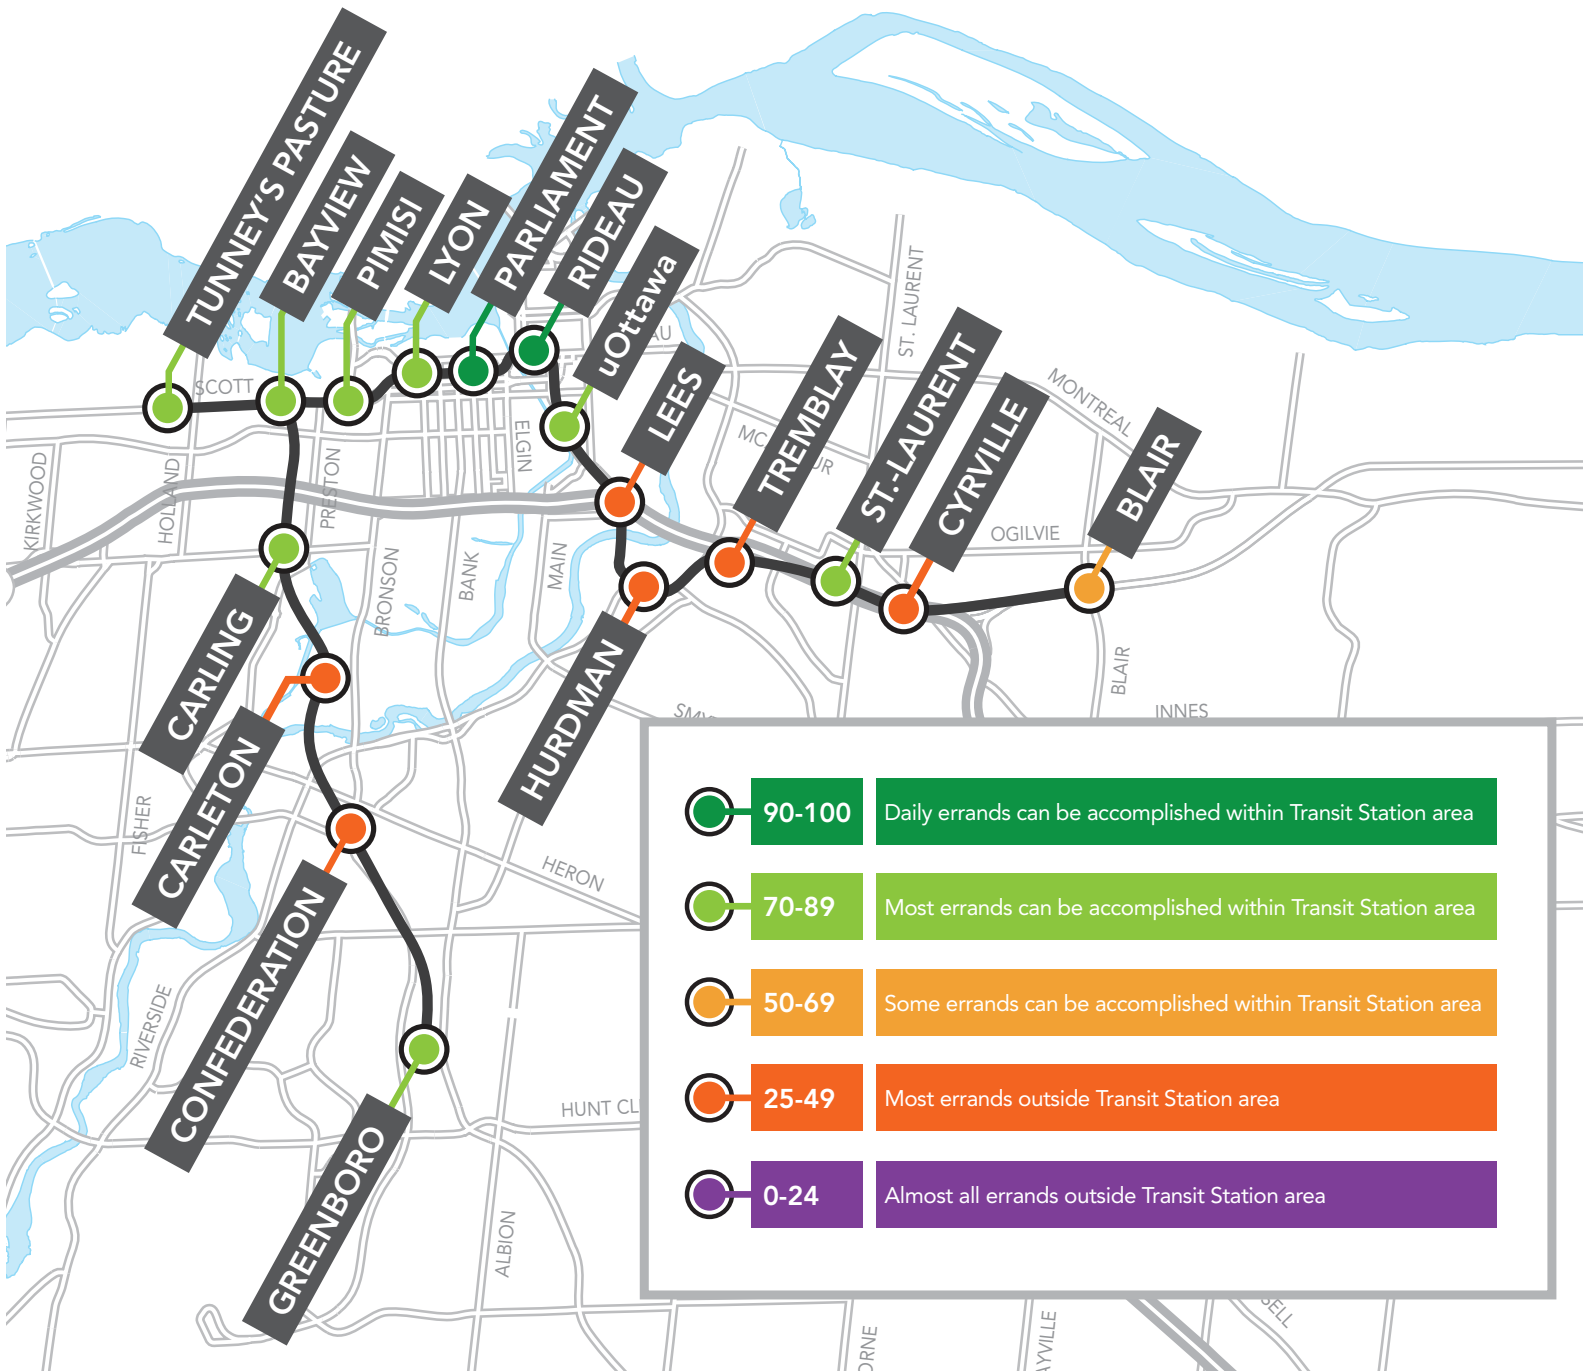 TUNNEY'S PASTURE
BAYVIEW
PIMISI
LYON
PARLIAMENT
RIDEAU
uOttawa
LEES
TREMBLAY
ST.-LAURENT
CYRVILLE
BLAIR
HURDMAN
CARLING
CARLETON
CONFEDERATION
GREENBORO
SCOTT
KIRKWOOD
HOLLAND
PRESTON
BRONSON
BANK
ELGIN
MAIN
ST. LAURENT
MONTREAL
OGILVIE
BLAIR
INNES
FISHER
HERON
RIVERSIDE
HUNT CL
ALBION
90-100 Daily errands can be accomplished within Transit Station area
70-89 Most errands can be accomplished within Transit Station area
50-69 Some errands can be accomplished within Transit Station area
25-49 Most errands outside Transit Station area
0-24 Almost all errands outside Transit Station area